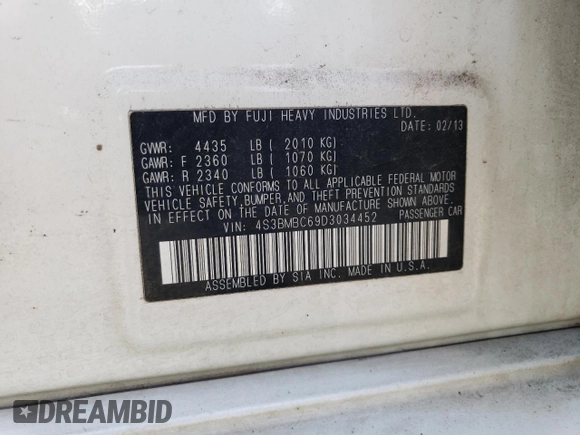 MFD BY FUJI HEAVY INDUSTRIES LTD.
DATE: 02/13
GVWR: 4435 LB ( 2010 KG)
GAWR: F 2360 LB ( 1070 KG)
GAWR: R 2340 LB ( 1060 KG)
THIS VEHICLE CONFORMS TO ALL APPLICABLE FEDERAL MOTOR
VEHICLE SAFETY, BUMPER, AND THEFT PREVENTION STANDARDS
IN EFFECT ON THE DATE OF MANUFACTURE SHOWN ABOVE.
VIN: 4S3BMBC69D3034452 PASSENGER CAR
ASSEMBLED BY SIA INC. MADE IN U.S.A.
DREAMBID